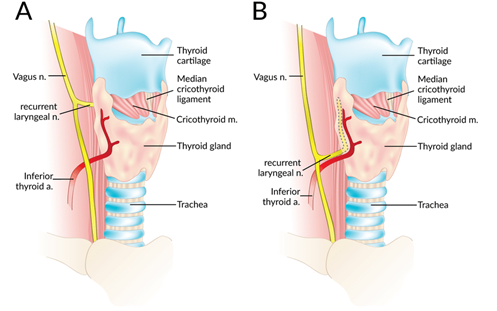 A
Thyroid
cartilage
Vagus n.
Median
cricothyroid
ligament
recurrent
laryngeal n.
Cricothyroid m.
Thyroid gland
Inferior
thyroid a.
Trachea
B
Thyroid
cartilage
Vagus n.
Median
cricothyroid
ligament
Cricothyroid m.
Thyroid gland
recurrent
laryngeal n.
Inferior
thyroid a.
Trachea